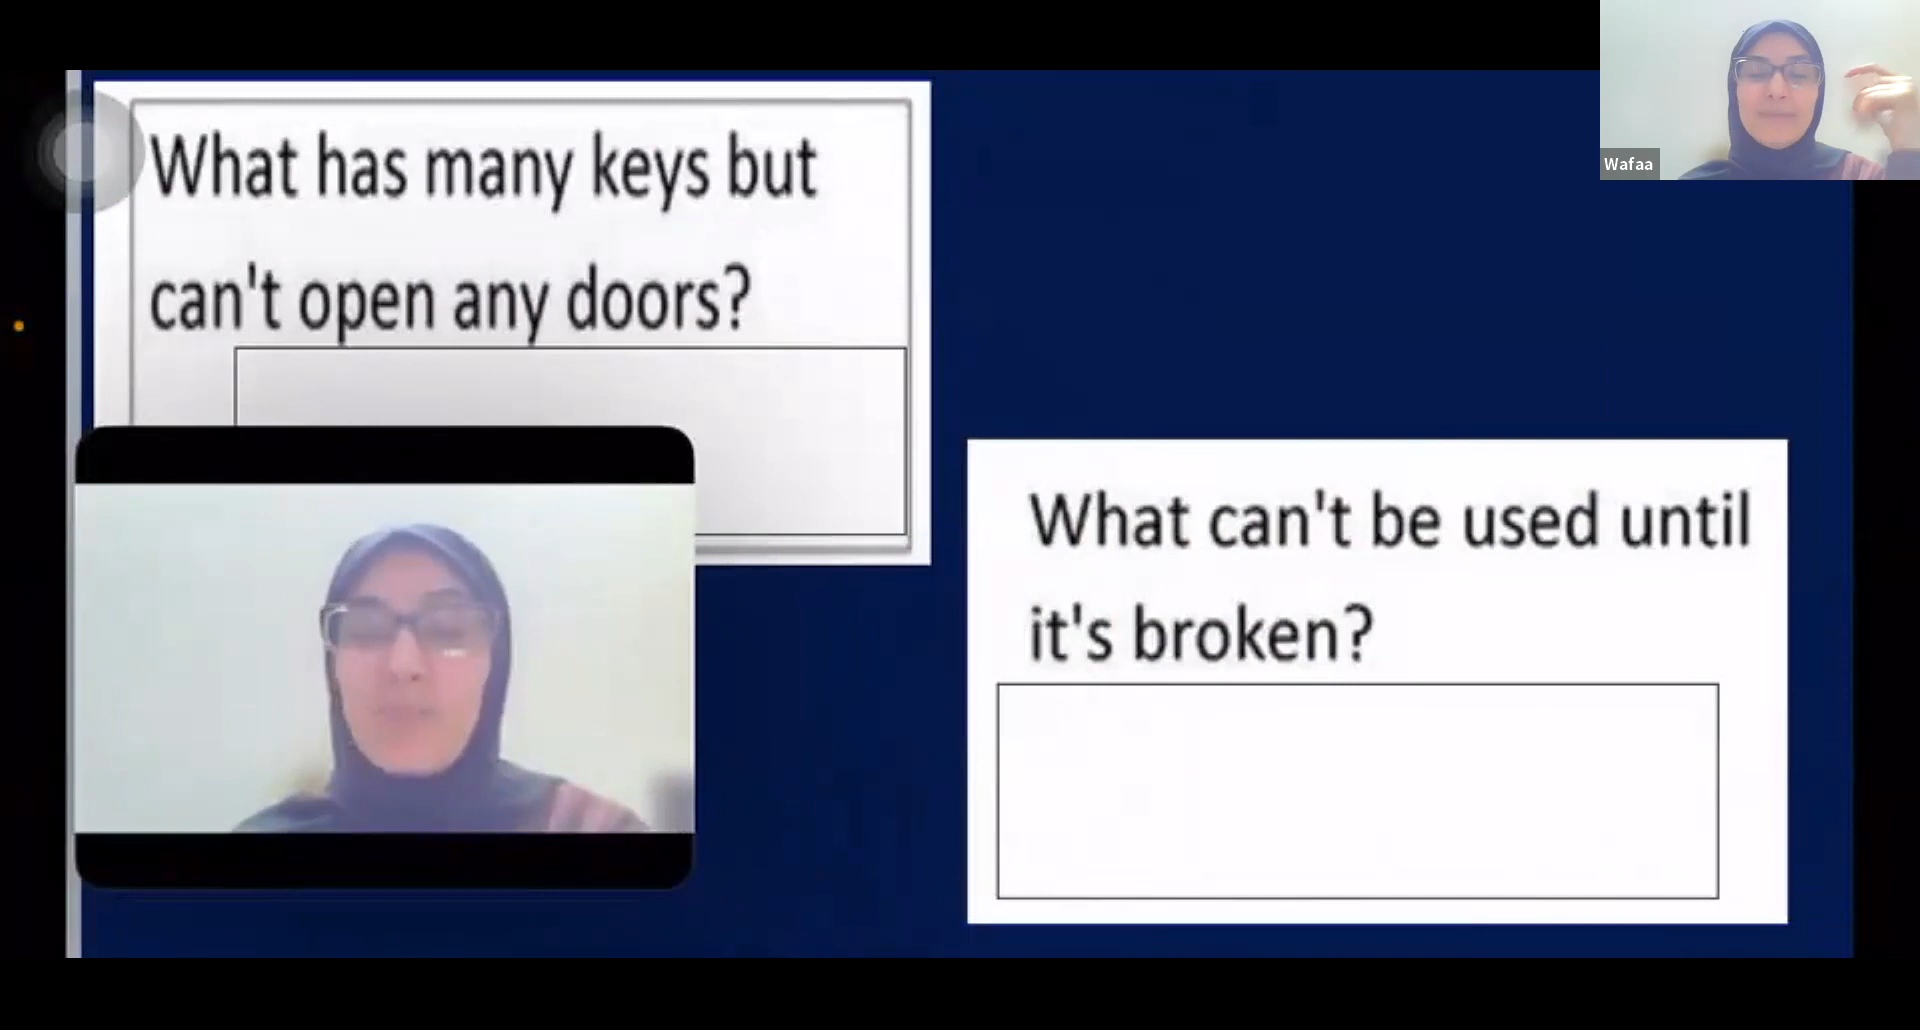 Wafaa
What has many keys but
can't open any doors?
What can't be used until
it's broken?